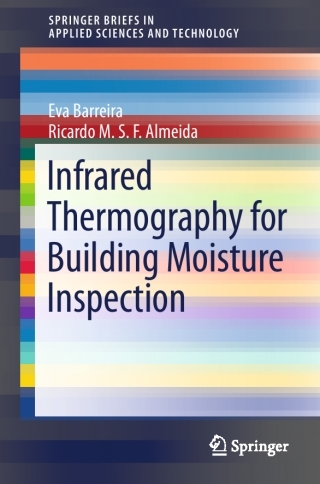 SPRINGER BRIEFS IN
APPLIED SCIENCES AND TECHNOLOGY
Eva Barreira
Ricardo M. S. F. Almeida
Infrared
Thermography for
Building Moisture
Inspection
Springer